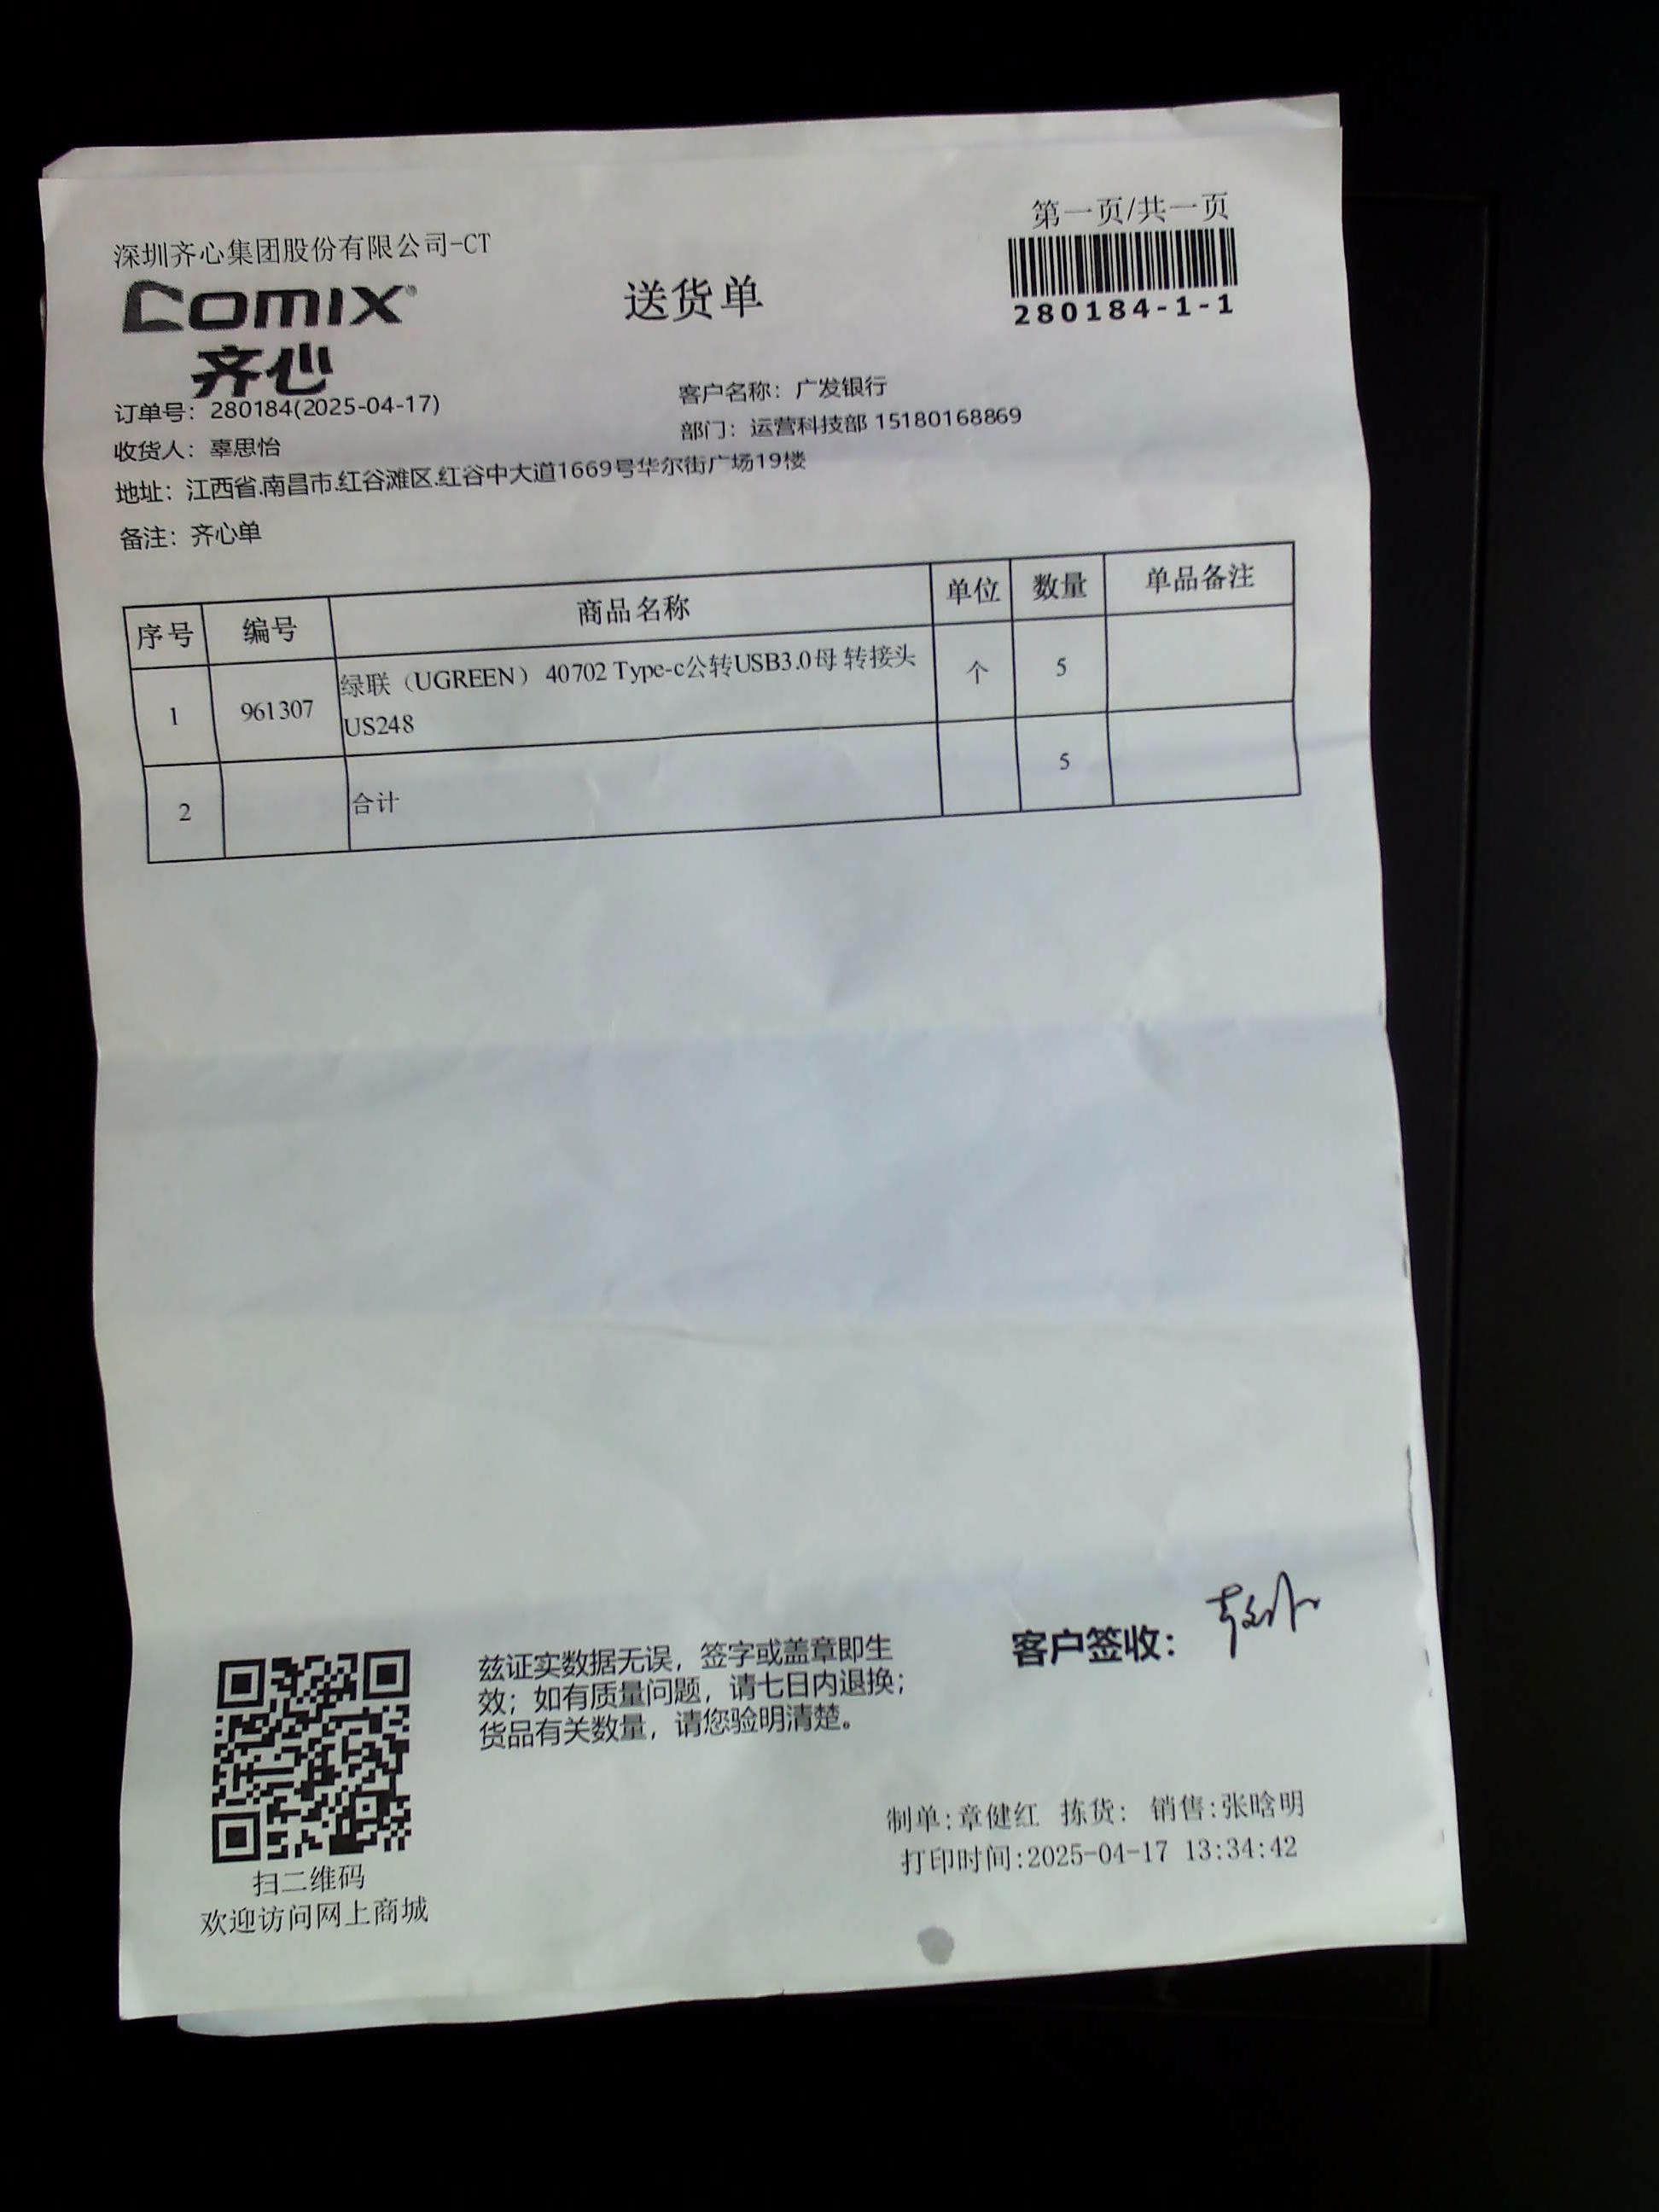 第一页/共一页
深圳齐心集团股份有限公司-CT
comix
齐心
送货单
280184-1-1
订单号：280184(2025-04-17)
客户名称：广发银行
收货人：辜思怡
部门：运营科技部 15180168869
地址：江西省.南昌市.红谷滩区.红谷中大道1669号华尔街广场19楼
备注：齐心单
序号 编号 商品名称 单位 数量 单品备注
1 961307 绿联（UGREEN） 40702 Type-c公转USB3.0母 转接头 个 5
US248
2 合计 5
兹证实数据无误，签字或盖章即生
效；如有质量问题，请七日内退换；
货品有关数量，请您验明清楚。
客户签收：
扫二维码
欢迎访问网上商城
制单:章健红 拣货: 销售:张晗明
打印时间:2025-04-17 13:34:42